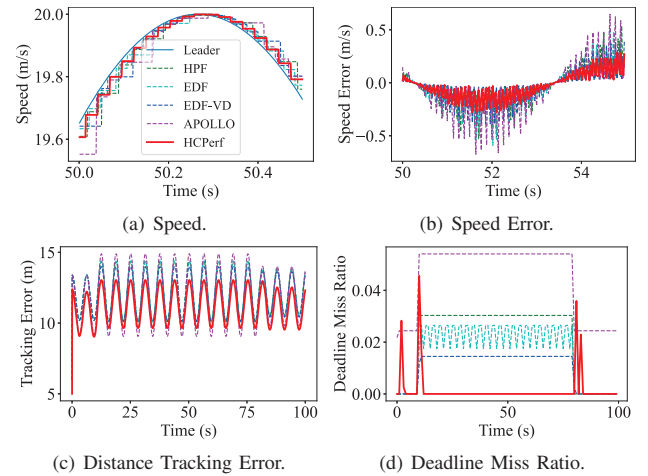 Speed (m/s)
20.0
19.8
19.6
Leader
HPF
EDF
EDF-VD
APOLLO
HCPerf
50.0
50.2
50.4
Time (s)
(a) Speed.
Speed Error (m/s)
0.5
0.0
−0.5
50
52
54
Time (s)
(b) Speed Error.
Tracking Error (m)
15
10
5
0
25
50
75
100
Time (s)
(c) Distance Tracking Error.
Deadline Miss Ratio
0.04
0.02
0.00
0
50
100
Time (s)
(d) Deadline Miss Ratio.